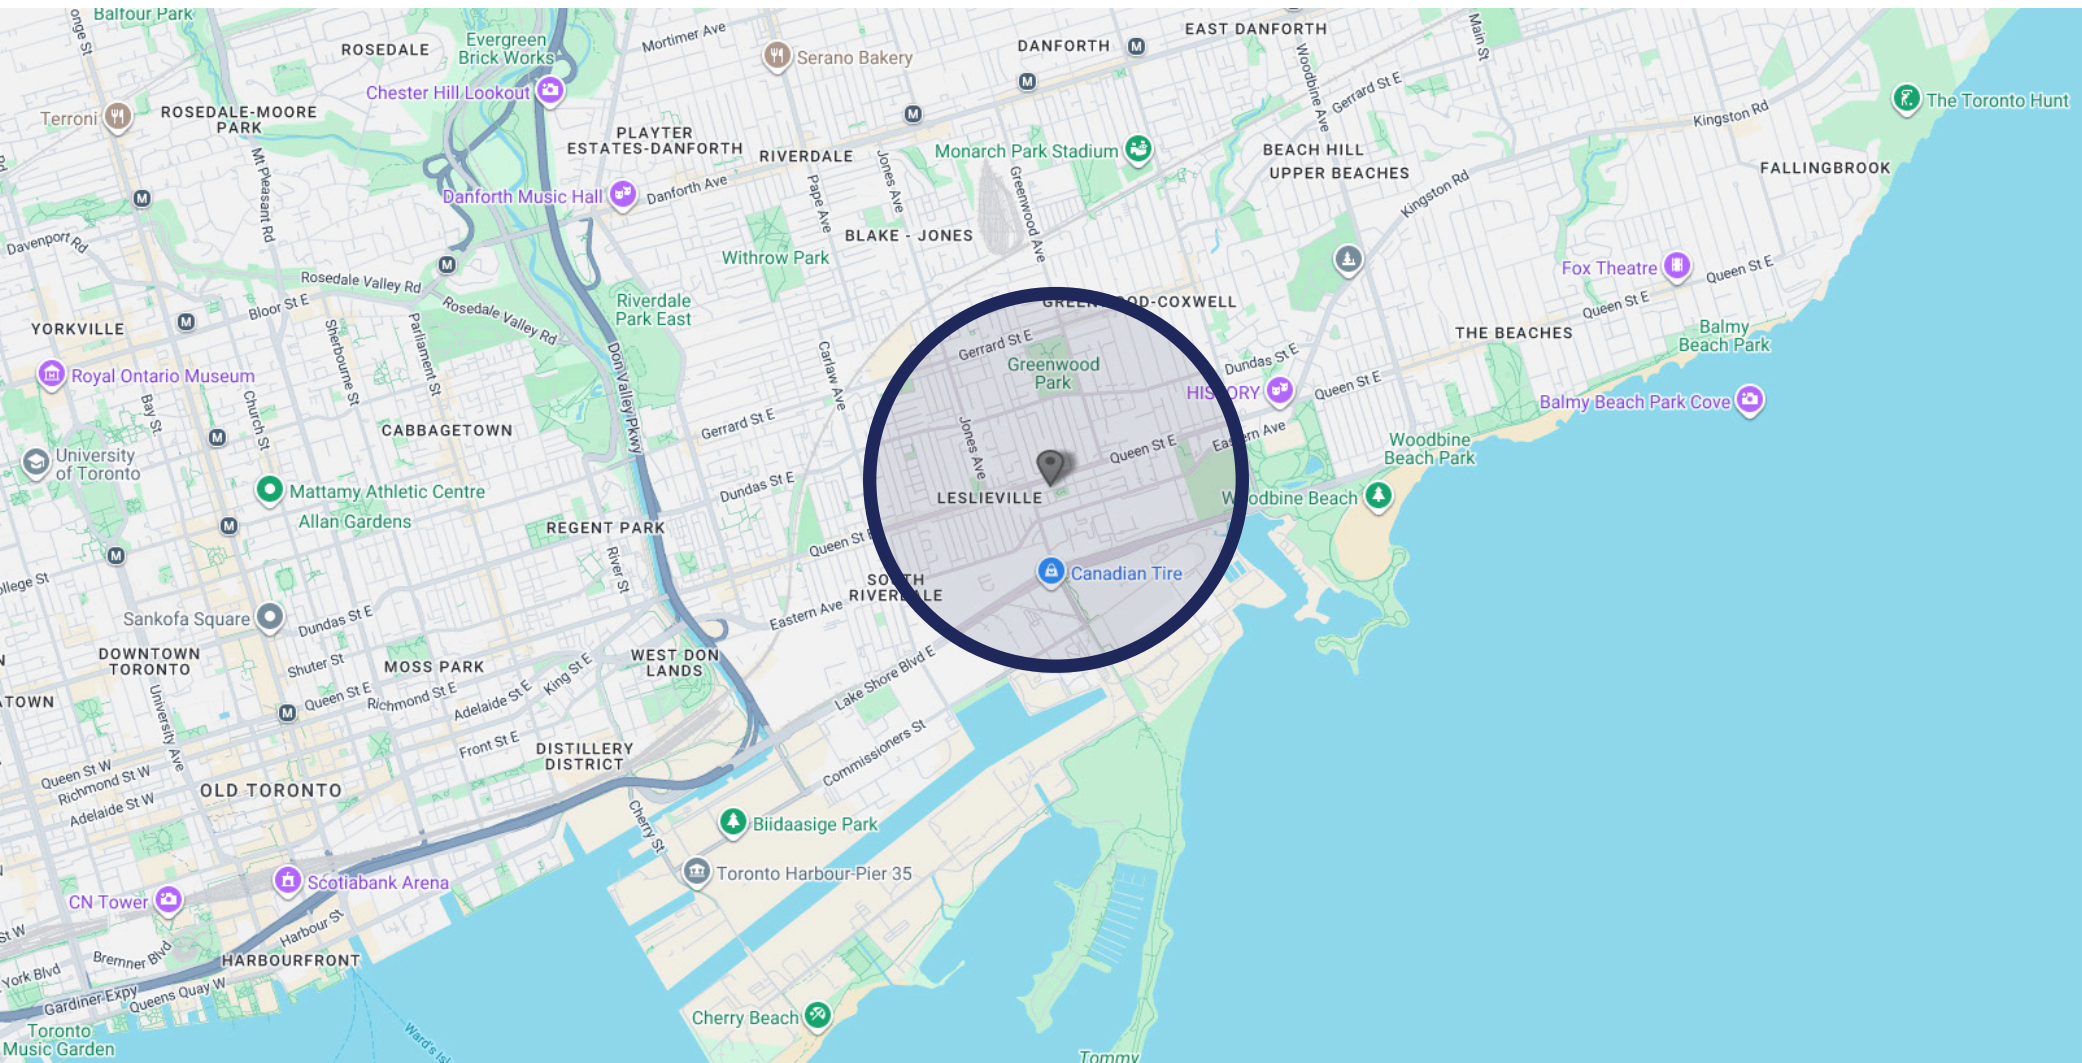 Balfour Park
ROSEDALE
Evergreen
Brick Works
Mortimer Ave
Serano Bakery
DANFORTH
M
EAST DANFORTH
Main St
Woodbine Ave
Gerrard St E
Chester Hill Lookout
M
M
Kingston Rd
The Toronto Hunt
Terroni
ROSEDALE-MOORE
PARK
Mt Pleasant Rd
PLAYTER
ESTATES-DANFORTH
RIVERDALE
Jones Ave
Monarch Park Stadium
BEACH HILL
UPPER BEACHES
FALLINGBROOK
M
Danforth Music Hall
Danforth Ave
Pape Ave
Greenwood Ave
Kingston Rd
Davenport Rd
M
BLAKE - JONES
Withrow Park
Fox Theatre
Queen St E
Rosedale Valley Rd
Bloor St E
Rosedale Valley Rd
Riverdale
Park East
Queen St E
YORKVILLE
M
Sherbourne St
Parliament St
Don Valley Pkwy
Carlaw Ave
Gerrard St E
THE BEACHES
Balmy
Beach Park
Royal Ontario Museum
Greenwood
Park
Dundas St E
HISTORY
Queen St E
Balmy Beach Park Cove
Bay St.
Church St
M
CABBAGETOWN
Gerrard St E
Jones Ave
Queen St E
Woodbine
Beach Park
University
of Toronto
Mattamy Athletic Centre
Allan Gardens
Dundas St E
LESLIEVILLE
Woodbine Beach
M
REGENT PARK
M
River St
Queen St E
Canadian Tire
Sankofa Square
Dundas St E
Eastern Ave
DOWNTOWN
TORONTO
Shuter St
MOSS PARK
King St E
WEST DON
LANDS
Lake Shore Blvd E
M
Queen St E
Richmond St E
Adelaide St E
University Ave
Front St E
DISTILLERY
DISTRICT
Commissioners St
Queen St W
Richmond St W
Adelaide St W
OLD TORONTO
Cherry St
Biidaasige Park
Toronto Harbour-Pier 35
Scotiabank Arena
CN Tower
Harbour St
Bremner Blvd
HARBOURFRONT
York Blvd
Gardiner Expy
Queens Quay W
Cherry Beach
Toronto
Music Garden
Tommy